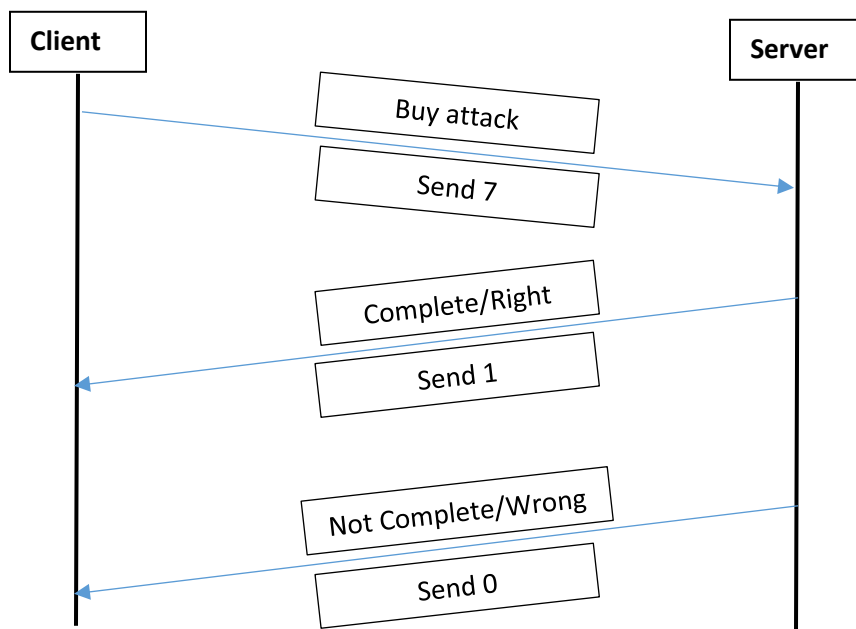 Client
Server
Buy attack
Send 7
Complete/Right
Send 1
Not Complete/Wrong
Send 0